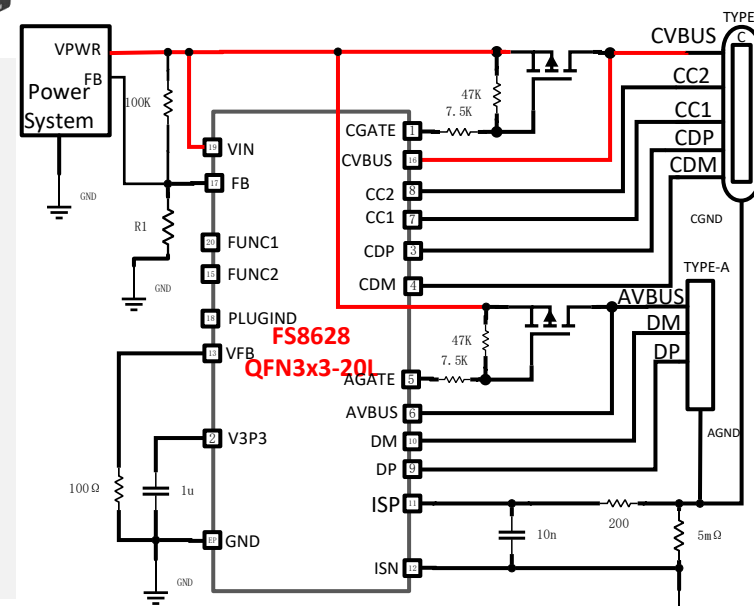 TYPE
C
VPWR
CVBUS
FB
Power
System
CC2
100K
47K
7.5K
CC1
CGATE
1
CDP
19
VIN
CVBUS
16
CDM
17
FB
CC2
8
GND
CC1
7
R1
CGND
20
FUNC1
CDP
3
15
FUNC2
CDM
4
TYPE-A
GND
AVBUS
18
PLUGIND
DM
FS8628
47K
13
VFB
DP
QFN3x3-20L
7.5K
AGATE
5
AVBUS
6
2
V3P3
DM
10
AGND
DP
9
100Ω
1u
ISP
11
200
10n
5mΩ
EP
GND
ISN
12
GND